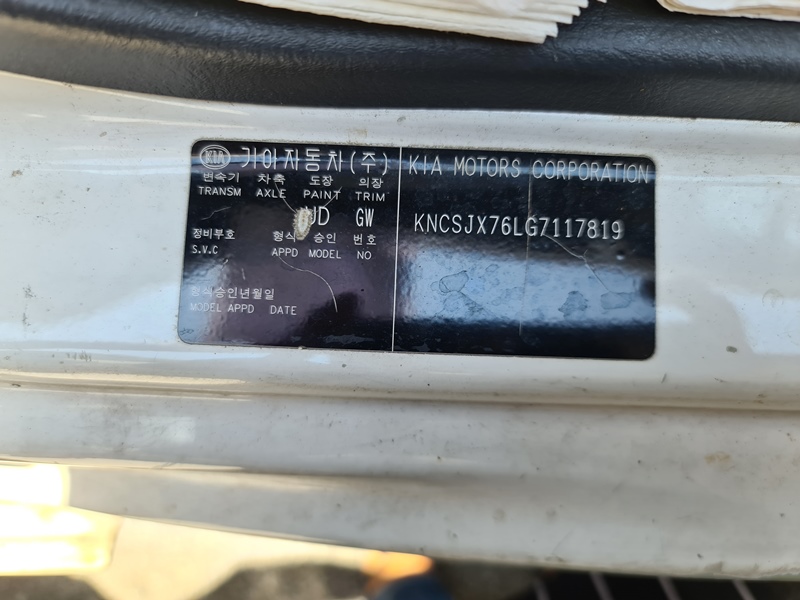 KIA 기아자동차(주)
변속기 차축 도장 의장
TRANSM AXLE PAINT TRIM
UD GW
정비부호 형식 승인 번호
S.V.C APPD MODEL NO
형식승인년월일
MODEL APPD DATE
KIA MOTORS CORPORATION
KNCSJX76LG7117819